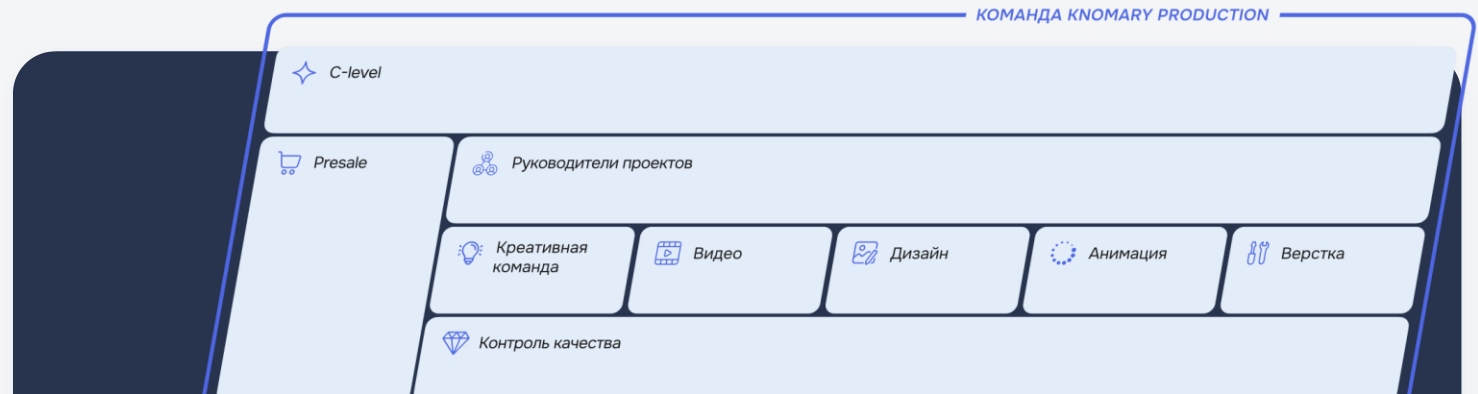 КОМАНДА KNOMARY PRODUCTION
C-level
Presale
Руководители проектов
Креативная
команда
Видео
Дизайн
Анимация
Верстка
Контроль качества